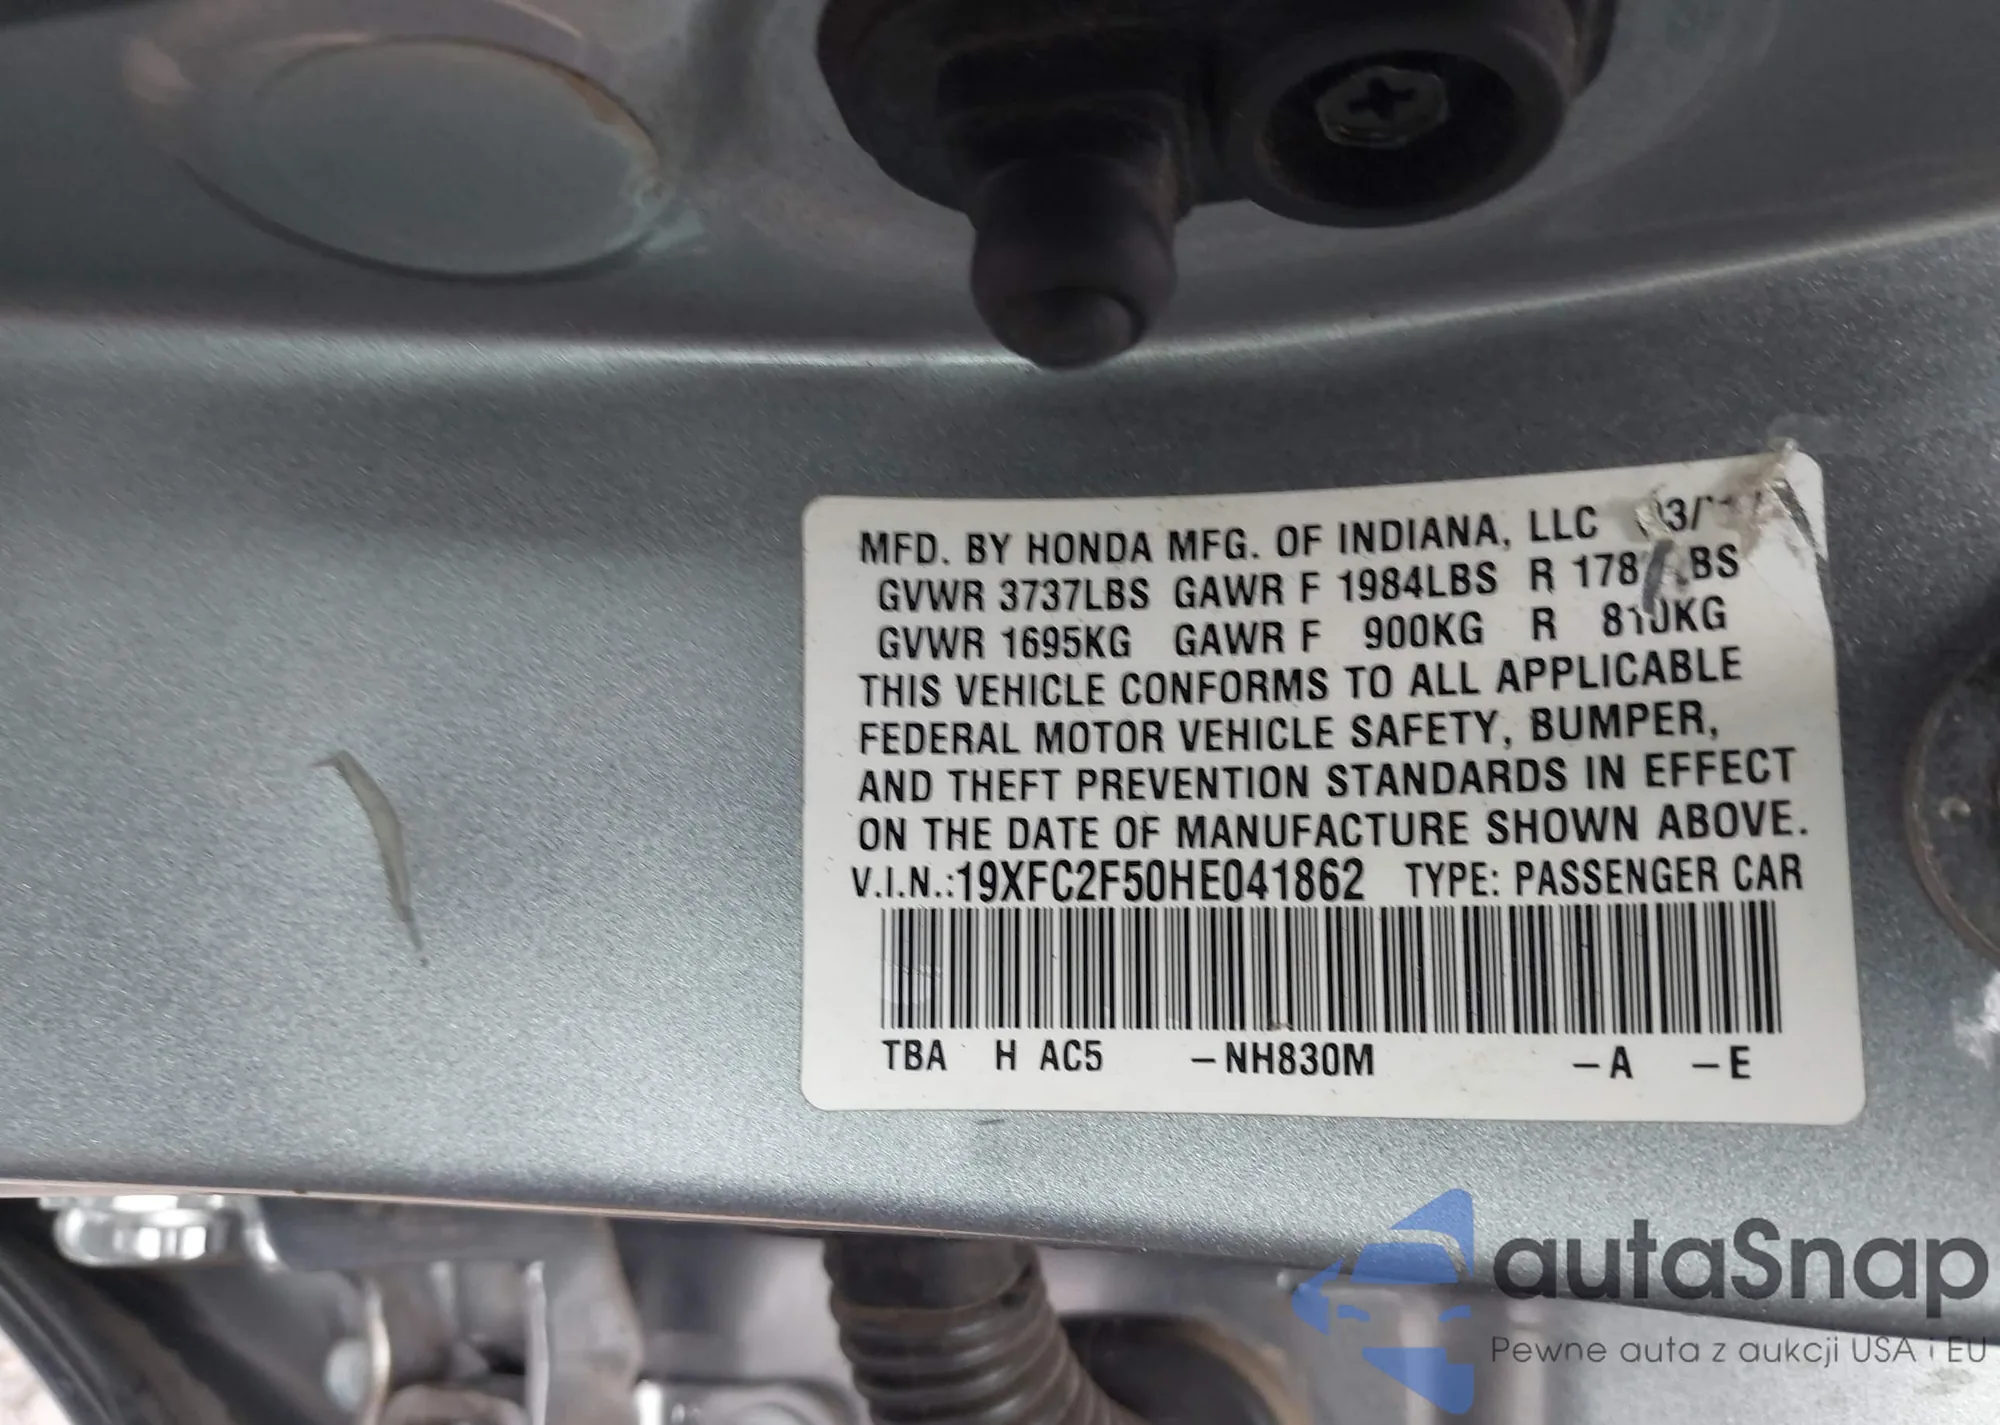 MFD. BY HONDA MFG. OF INDIANA, LLC
GVWR 3737LBS GAWR F 1984LBS R
GVWR 1695KG GAWR F 900KG R 810KG
THIS VEHICLE CONFORMS TO ALL APPLICABLE
FEDERAL MOTOR VEHICLE SAFETY, BUMPER,
AND THEFT PREVENTION STANDARDS IN EFFECT
ON THE DATE OF MANUFACTURE SHOWN ABOVE.
V.I.N.:19XFC2F50HE041862 TYPE: PASSENGER CAR
TBA H AC5 –NH830M –A –E
autaSnap
Pewne auta z aukcji USA i EU